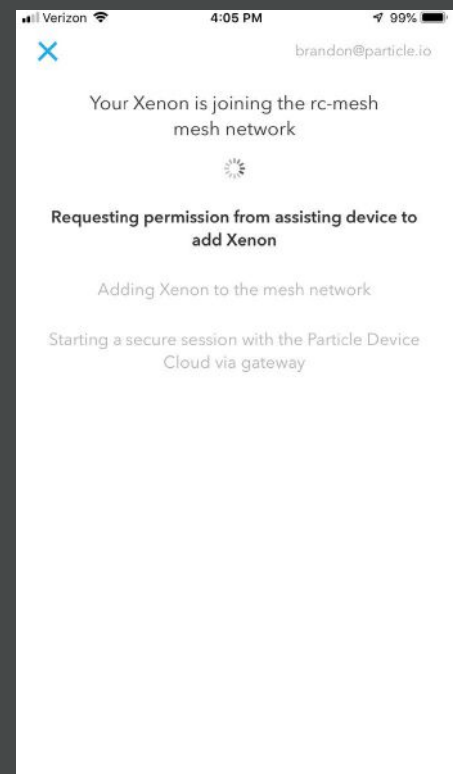 Verizon 4:05 PM 99%
brandon@particle.io
Your Xenon is joining the rc-mesh
mesh network
Requesting permission from assisting device to
add Xenon
Adding Xenon to the mesh network
Starting a secure session with the Particle Device
Cloud via gateway